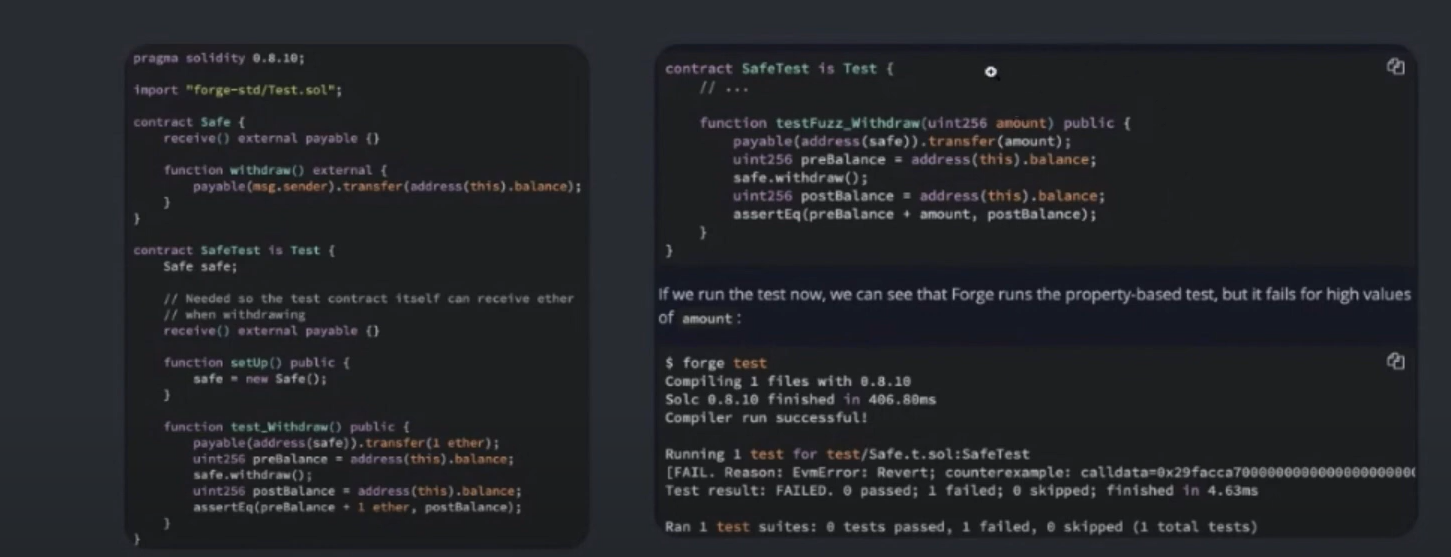 pragma solidity 0.8.10;
import "forge-std/Test.sol";
contract Safe {
receive() external payable {}
function withdraw() external {
payable(msg.sender).transfer(address(this).balance);
}
}
contract SafeTest is Test {
Safe safe;
// Needed so the test contract itself can receive ether
// when withdrawing
receive() external payable {}
function setUp() public {
safe = new Safe();
}
function test_Withdraw() public {
payable(address(safe)).transfer(1 ether);
uint256 preBalance = address(this).balance;
safe.withdraw();
uint256 postBalance = address(this).balance;
assertEq(preBalance + 1 ether, postBalance);
}
}
contract SafeTest is Test {
// ...
function testFuzz_Withdraw(uint256 amount) public {
payable(address(safe)).transfer(amount);
uint256 preBalance = address(this).balance;
safe.withdraw();
uint256 postBalance = address(this).balance;
assertEq(preBalance + amount, postBalance);
}
}
If we run the test now, we can see that Forge runs the property-based test, but it fails for high values
of amount:
$ forge test
Compiling 1 files with 0.8.10
Solc 0.8.10 finished in 406.80ms
Compiler run successful!
Running 1 test for test/Safe.t.sol:SafeTest
[FAIL. Reason: EvmError: Revert; counterexample:
Test result: FAILED. 0 passed; 1 failed; 0 skipped; finished in 4.63ms
Ran 1 test suites: 0 tests passed, 1 failed, 0 skipped (1 total tests)